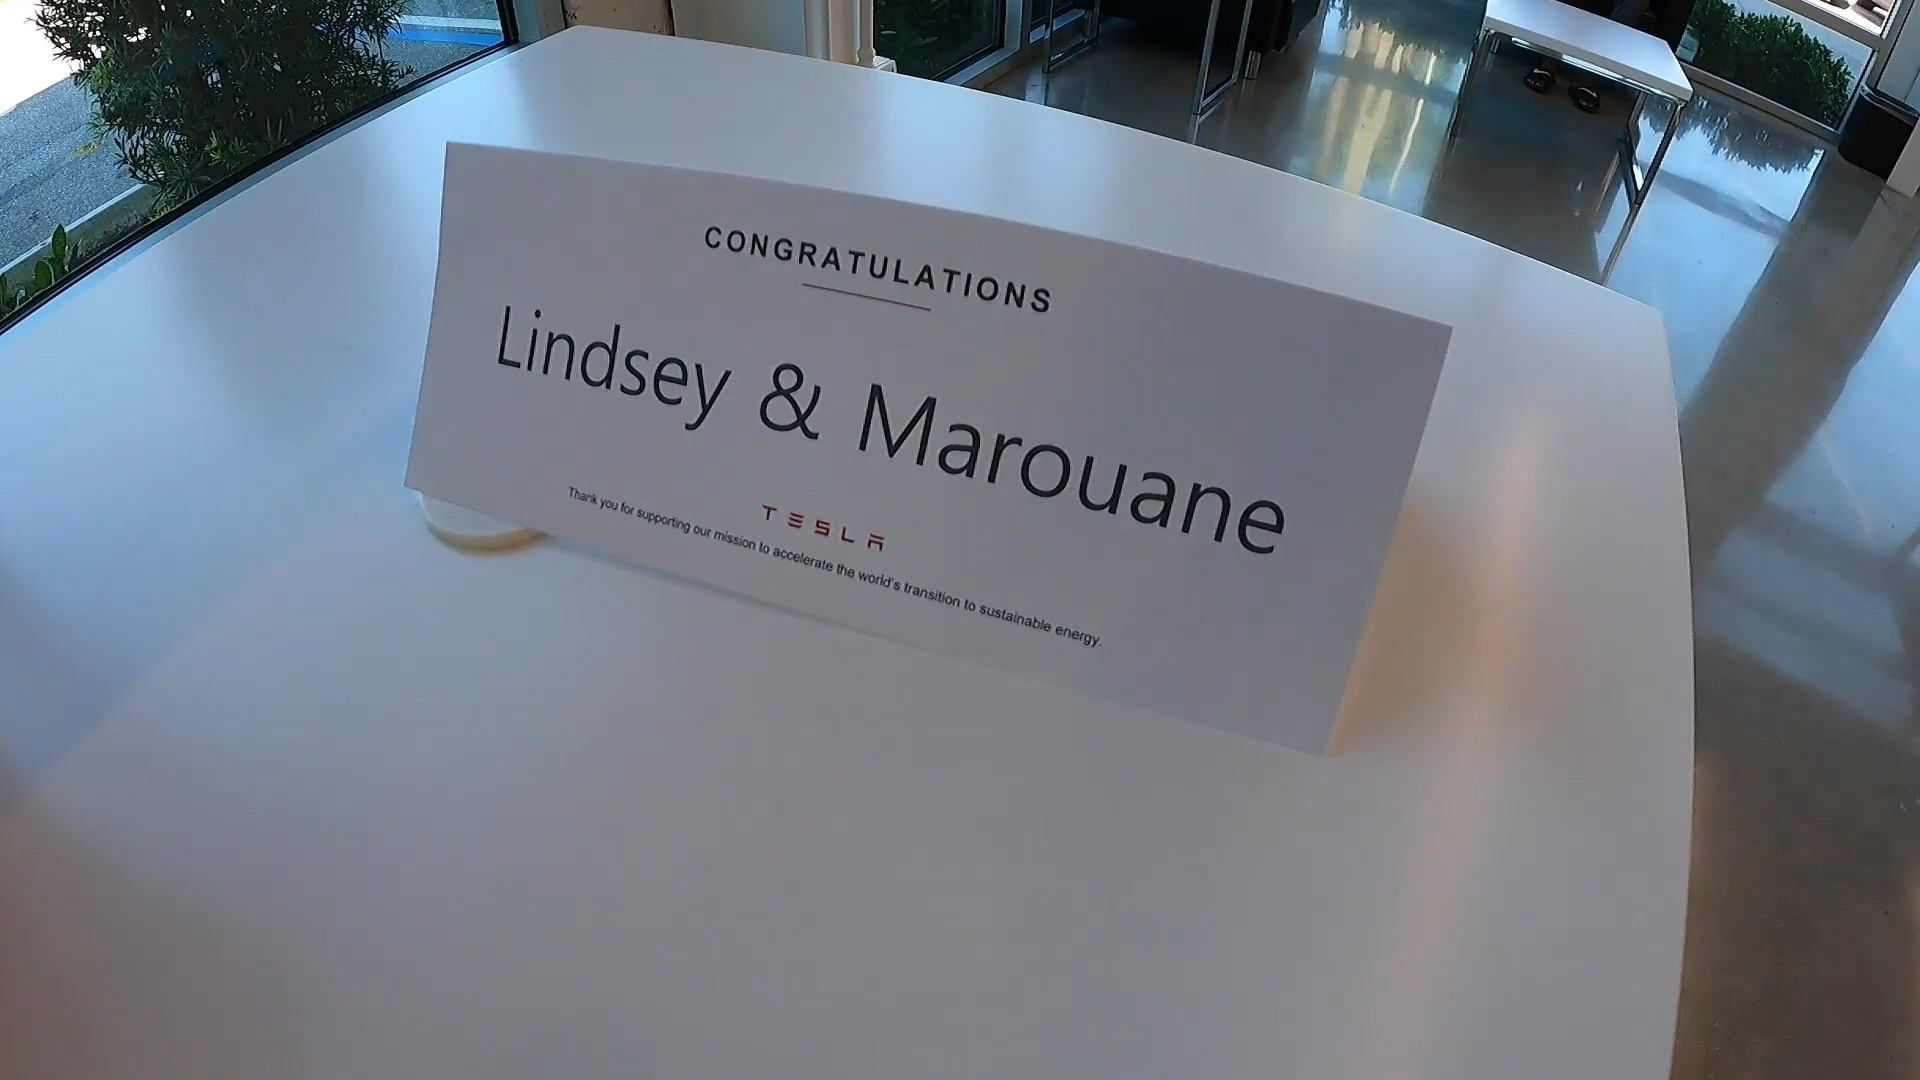 CONGRATULATIONS
Lindsey & Marouane
TESLA
Thank you for supporting our mission to accelerate the world's transition to sustainable energy.